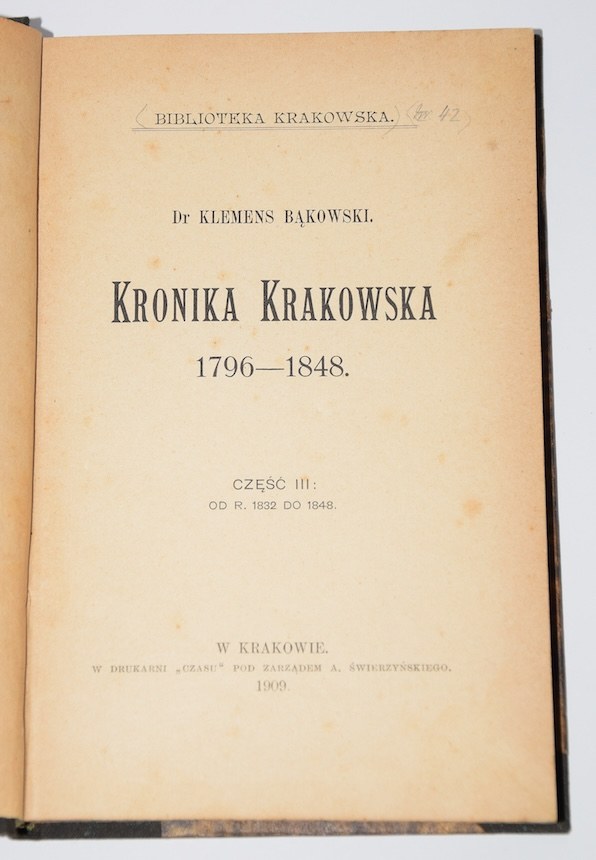 (BIBLJOTEKA KRAKOWSKA.) (nr. 42)
Dr KLEMENS BĄKOWSKI.
KRONIKA KRAKOWSKA
1796—1848.
CZĘŚĆ III:
OD R. 1832 DO 1848.
W KRAKOWIE.
W DRUKARNI „CZASU“ POD ZARZĄDEM A. ŚWIERZYŃSKIEGO.
1909.